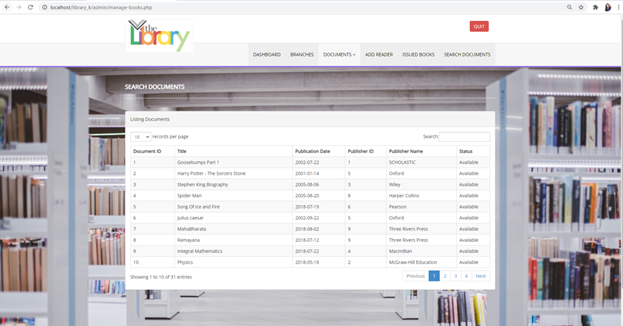 localhost/library_k/admin/manage-books.php
the
Library
QUIT
DASHBOARD BRANCHES DOCUMENTS ADD READER ISSUED BOOKS SEARCH DOCUMENTS
SEARCH DOCUMENTS
Listing Documents
10 records per page Search:
Document ID Title Publication Date Publisher ID Publisher Name Status
1 Goosebumps Part 1 2002-07-22 1 SCHOLASTIC Available
2 Harry Potter - The Sorcers Stone 2001-01-14 5 Oxford Available
3 Stephen King Biography 2005-08-06 3 Wiley Available
4 Spider Man 2005-08-20 8 Harper Collins Available
5 Song Of Ice and Fire 2018-07-19 6 Pearson Available
6 Julius caesar 2002-09-22 5 Oxford Available
7 MahaBharata 2018-08-02 9 Three Rivers Press Available
8 Ramayana 2018-07-12 9 Three Rivers Press Available
9 Integral Mathematics 2018-07-22 4 Macmillian Available
10 Physics 2018-05-18 2 McGraw-Hill Education Available
Showing 1 to 10 of 31 entries Previous 1 2 3 4 Next